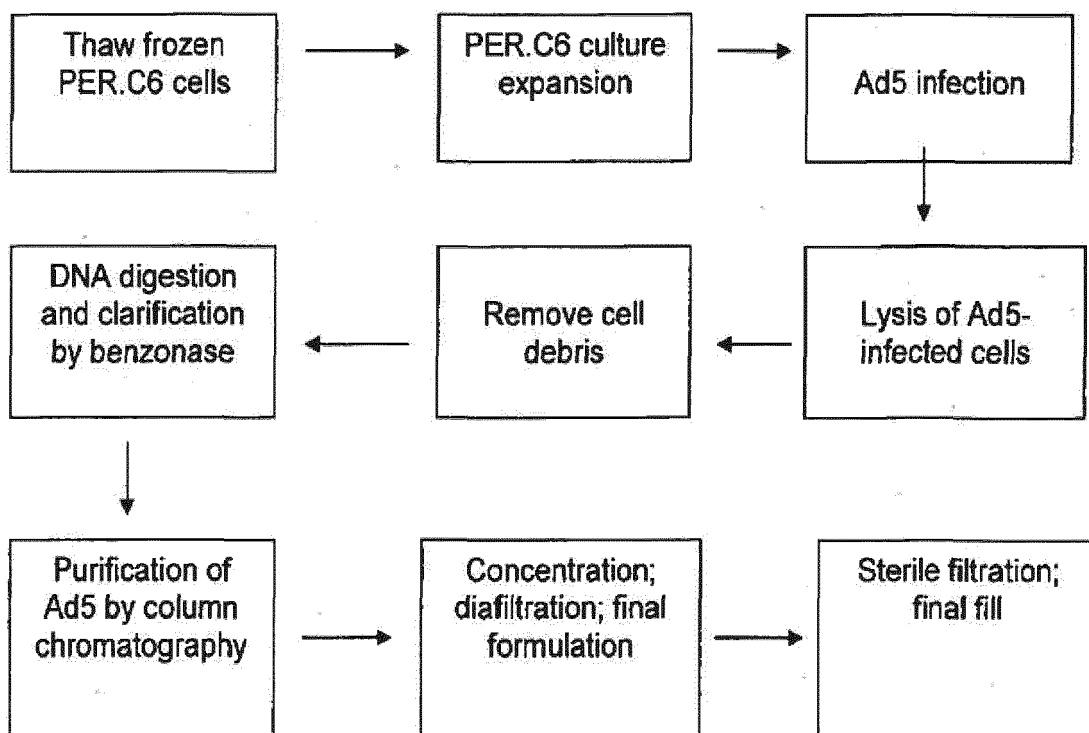 Thaw frozen
PER.C6 cells
PER.C6 culture
expansion
Ad5 infection
Lysis of Ad5-
infected cells
Remove cell
debris
DNA digestion
and clarification
by benzonase
Purification of
Ad5 by column
chromatography
Concentration;
diafiltration; final
formulation
Sterile filtration;
final fill